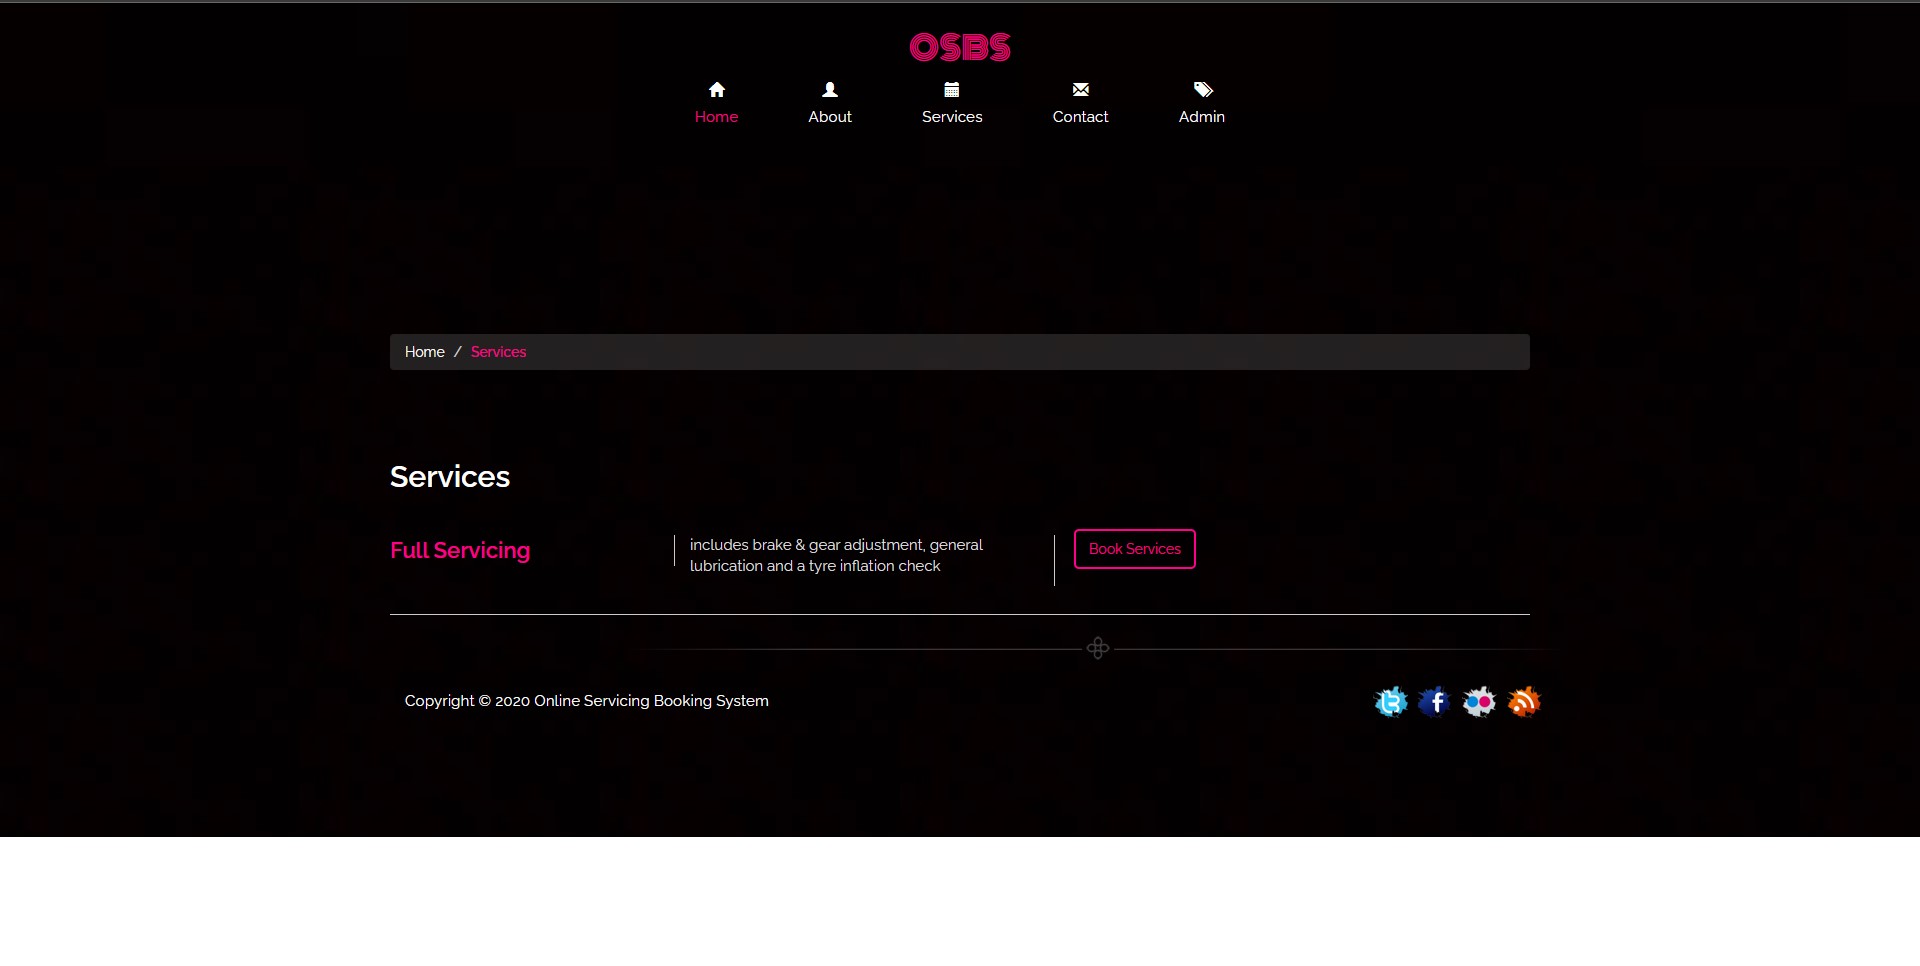 OSBS
Home About Services Contact Admin
Home / Services
Services
Full Servicing
includes brake & gear adjustment, general
lubrication and a tyre inflation check
Book Services
Copyright © 2020 Online Servicing Booking System